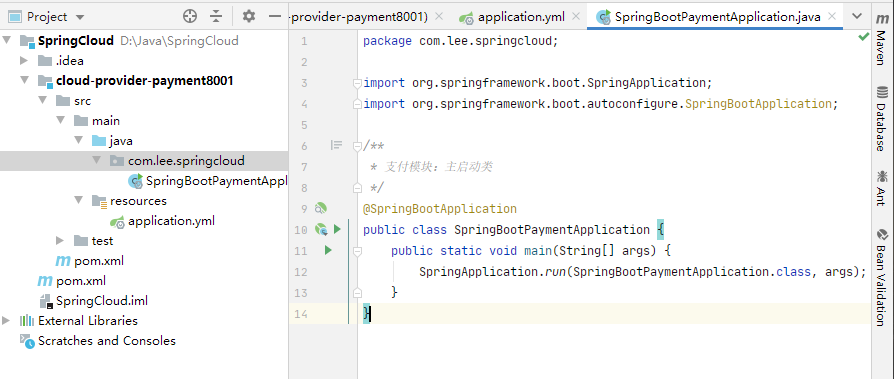 Project
-provider-payment8001)
application.yml
SpringBootPaymentApplication.java
SpringCloud D:\Java\SpringCloud
.idea
cloud-provider-payment8001
src
main
java
com.lee.springcloud
SpringBootPaymentAppl
resources
application.yml
test
pom.xml
pom.xml
SpringCloud.iml
External Libraries
Scratches and Consoles
1 package com.lee.springcloud;
2
3 import org.springframework.boot.SpringApplication;
4 import org.springframework.boot.autoconfigure.SpringBootApplication;
5
6 /**
7 * 支付模块：主启动类
8 */
9 @SpringBootApplication
10 public class SpringBootPaymentApplication {
11 public static void main(String[] args) {
12 SpringApplication.run(SpringBootPaymentApplication.class, args);
13 }
14 }
m
Maven
Database
Ant
Bean Validation